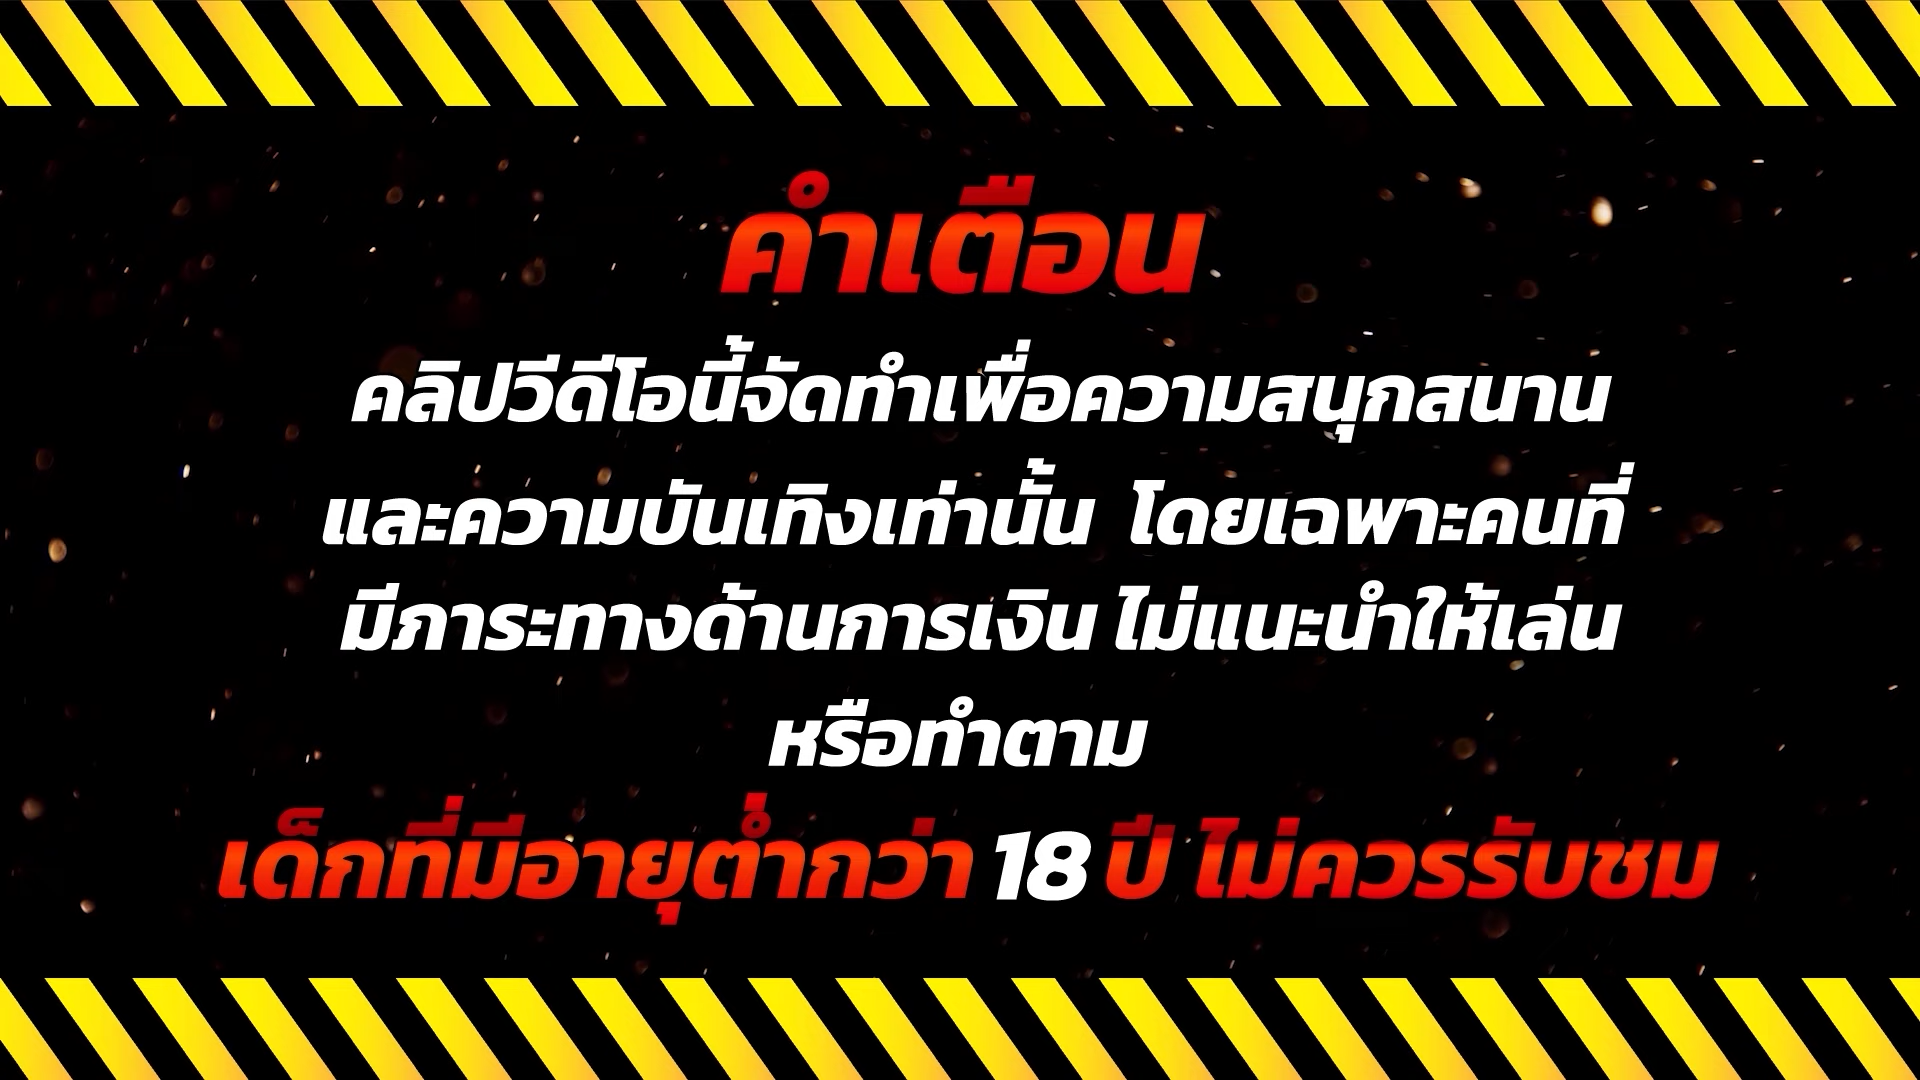 คำเตือน
คลิปวีดีโอนี้จัดทำเพื่อความสนุกสนาน
และความบันเทิงเท่านั้น โดยเฉพาะคนที่
มีภาระทางด้านการเงิน ไม่แนะนำให้เล่น
หรือทำตาม
เด็กที่มีอายุต่ำกว่า 18 ปี ไม่ควรรับชม